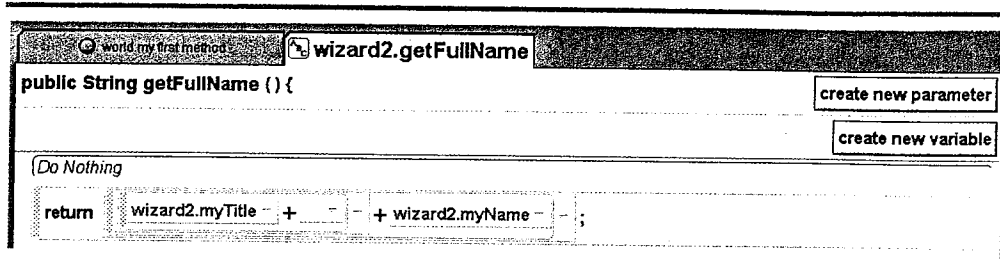 world.my first method wizard2.getFullName
public String getFullName () {
create new parameter
create new variable
Do Nothing
return wizard2.myTitle + + wizard2.myName ;